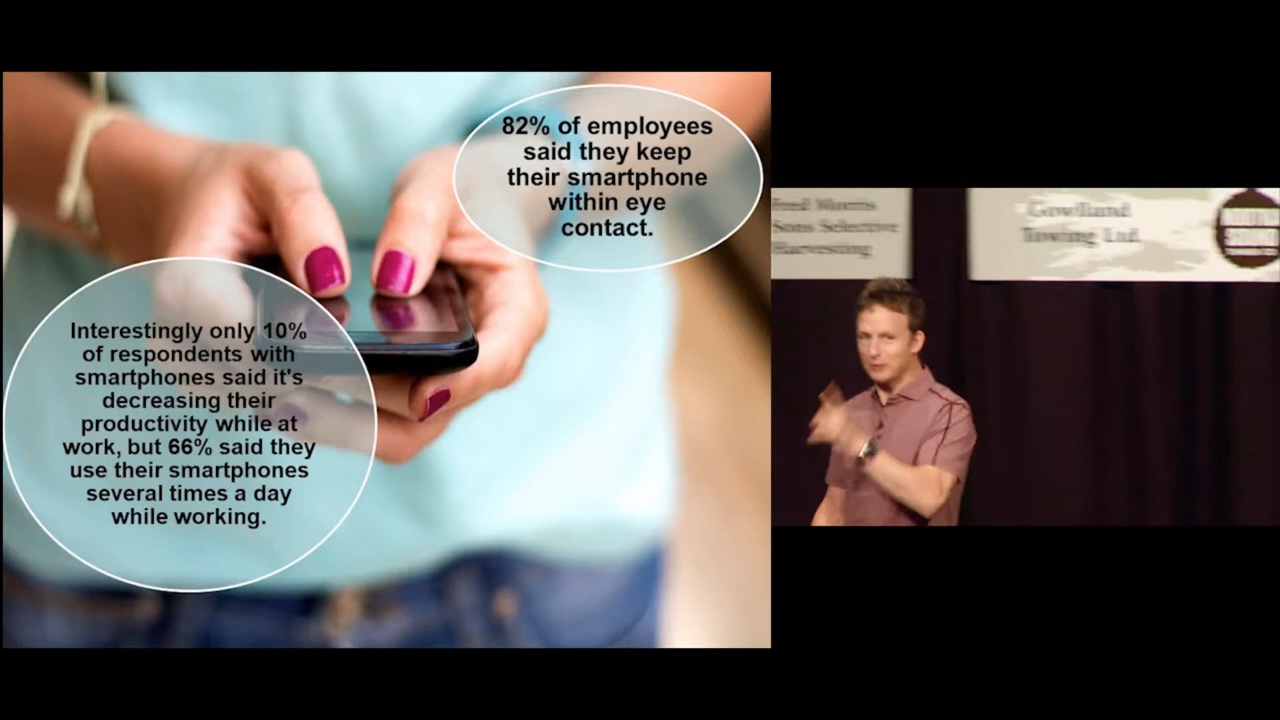 82% of employees
said they keep
their smartphone
within eye
contact.
Interestingly only 10%
of respondents with
smartphones said it's
decreasing their
productivity while at
work, but 66% said they
use their smartphones
several times a day
while working.
Fred Worms
Sons Selective
Harvesting
Gowlland
Towing Ltd.